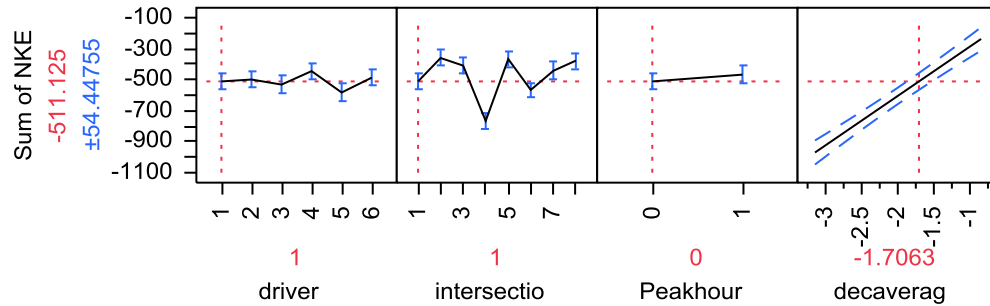 Sum of NKE
-511.125
±54.44755
-100
-300
-500
-700
-900
-1100
1 2 3 4 5 6
1 3 5 7
0 1
-3 -2.5 -2 -1.5 -1
1 1 0 -1.7063
driver intersectio Peakhour decaverag